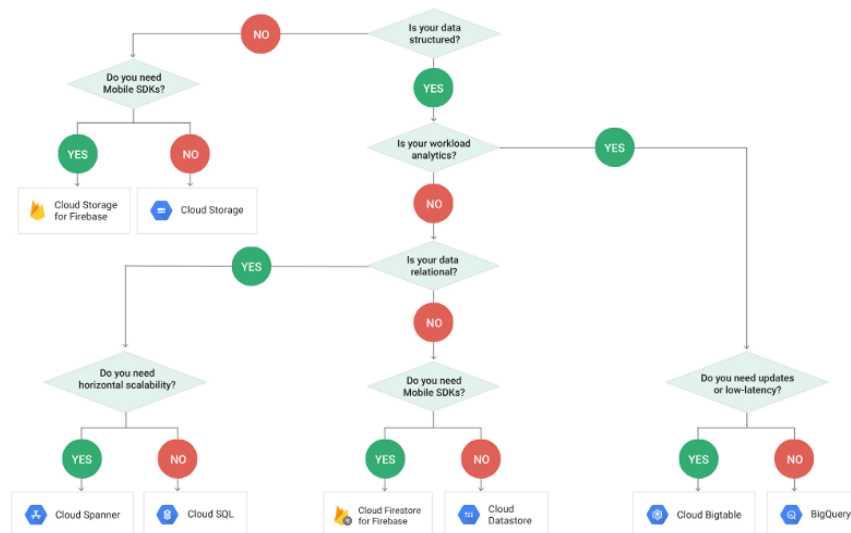 Is your data
structured?
NO
YES
Do you need
Mobile SDKs?
YES
NO
Cloud Storage
for Firebase
Cloud Storage
Is your workload
analytics?
YES
NO
Is your data
relational?
YES
NO
Do you need
horizontal scalability?
Do you need
Mobile SDKs?
Do you need updates
or low-latency?
YES
NO
YES
NO
YES
NO
Cloud Spanner
Cloud SQL
Cloud Firestore
for Firebase
Cloud
Datastore
Cloud Bigtable
BigQuery